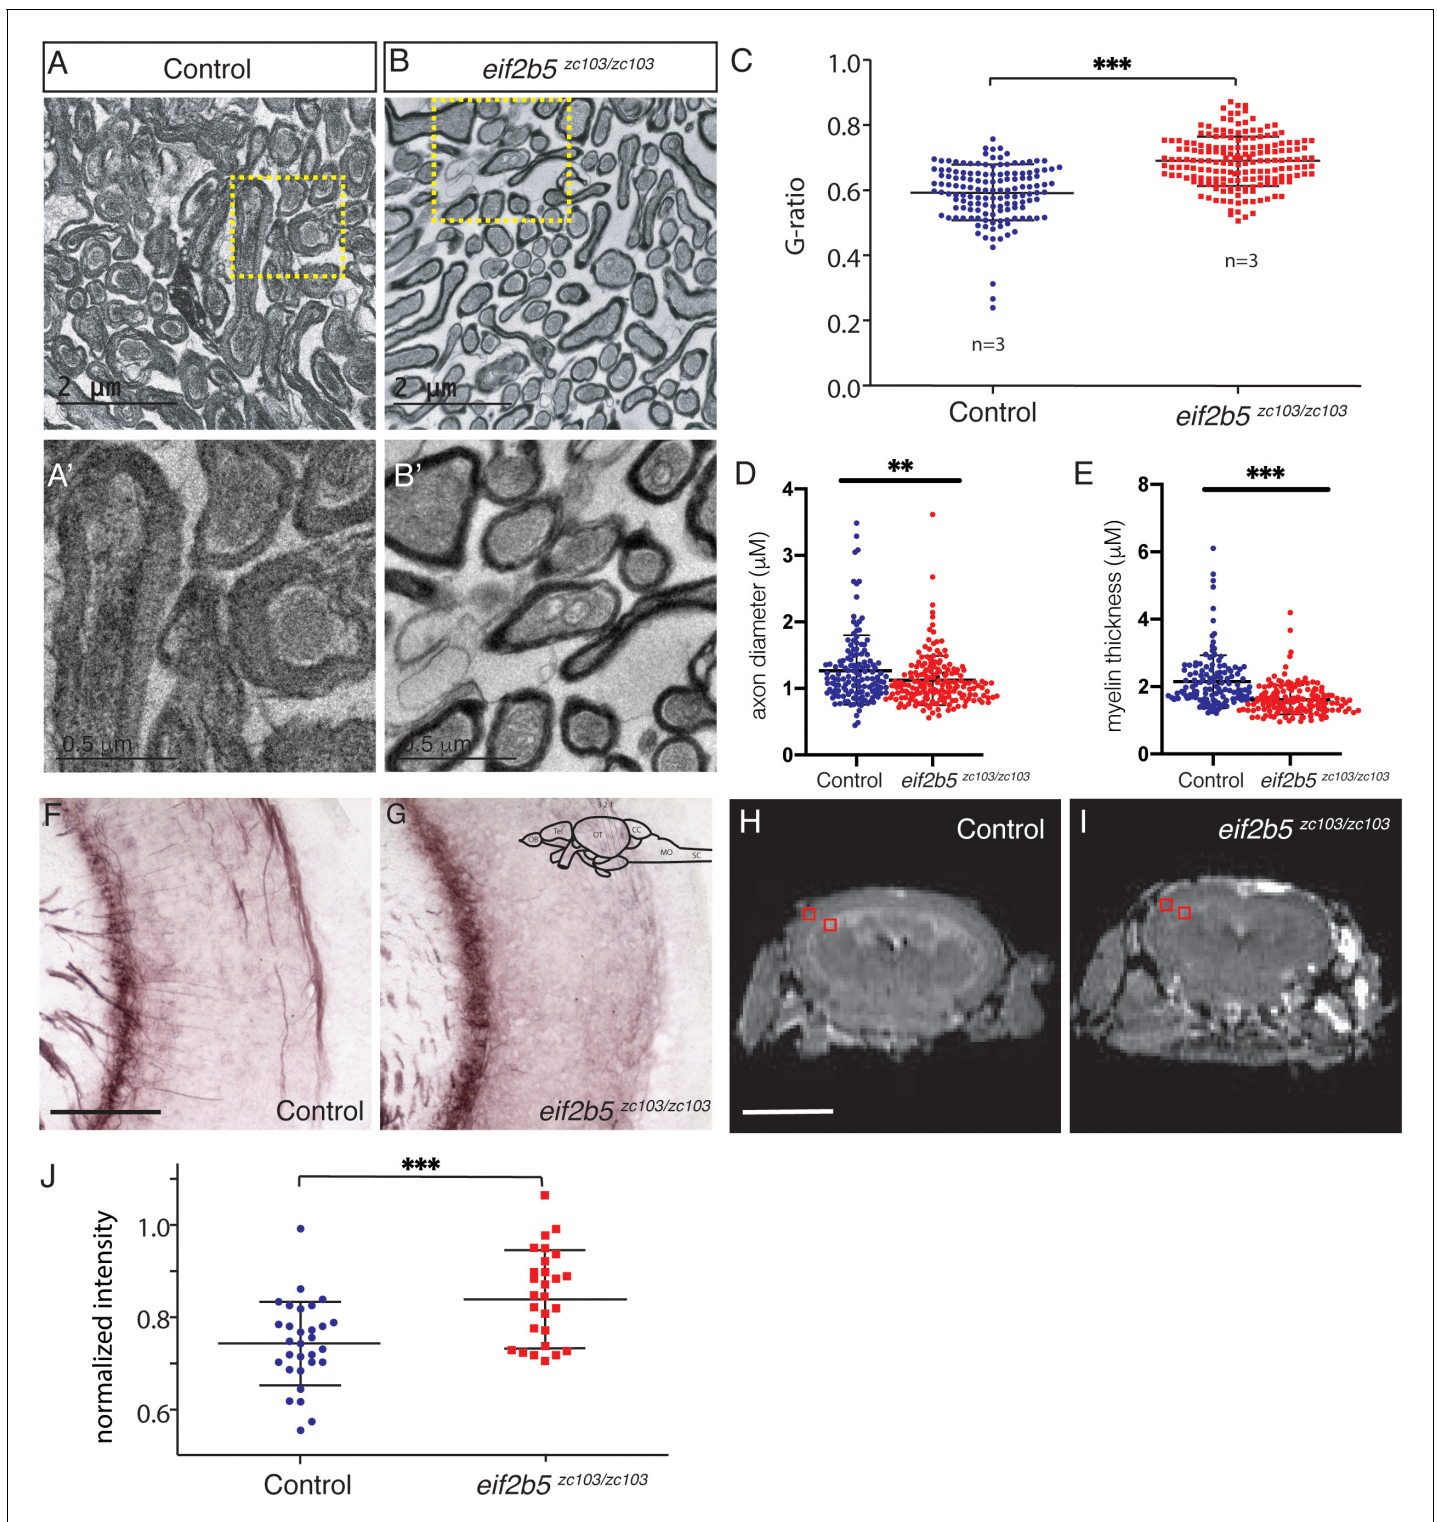 A
Control
B
eif2b5 zc103/zc103
2 μm
2 μm
A'
0.5 μm
B'
0.5 μm
C
***
1.0
0.8
0.6
0.4
0.2
0.0
G-ratio
n=3
n=3
Control
eif2b5 zc103/zc103
D
**
4
3
2
1
0
axon diameter (μM)
Control
eif2b5 zc103/zc103
E
***
8
6
4
2
0
myelin thickness (μM)
Control
eif2b5 zc103/zc103
F
Control
G
3 2 1
OB
Tel
OT
CC
MO
SC
eif2b5 zc103/zc103
H
Control
I
eif2b5 zc103/zc103
J
***
1.0
0.8
0.6
normalized intensity
Control
eif2b5 zc103/zc103